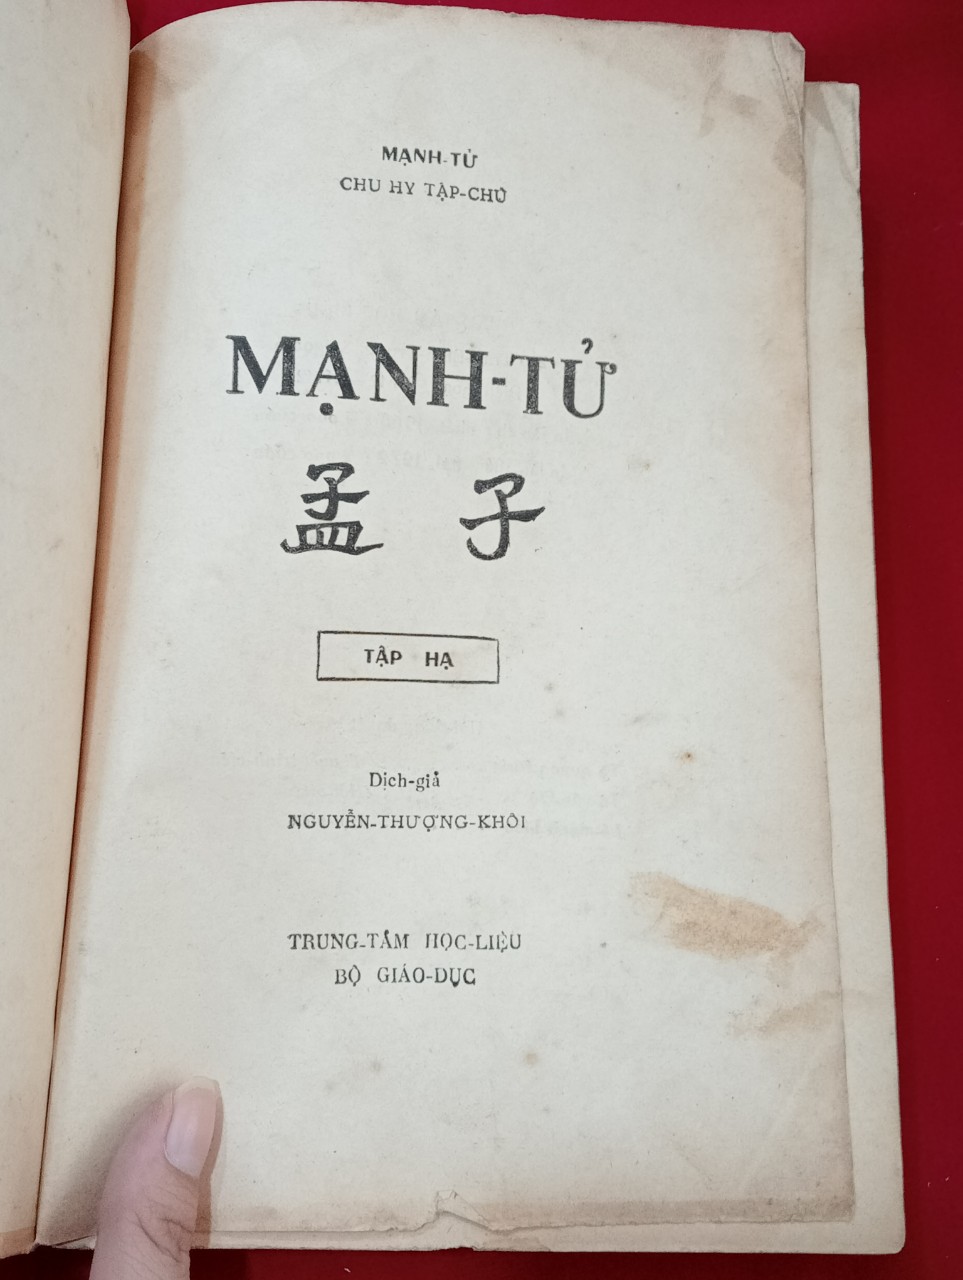 MẠNH-TỬ
CHU HY TẬP-CHÚ
MẠNH-TỬ
孟子
TẬP HẠ
Dịch-giả
NGUYỄN-THƯỢNG-KHÔI
TRUNG-TÂM HỌC-LIỆU
BỘ GIÁO-DỤC